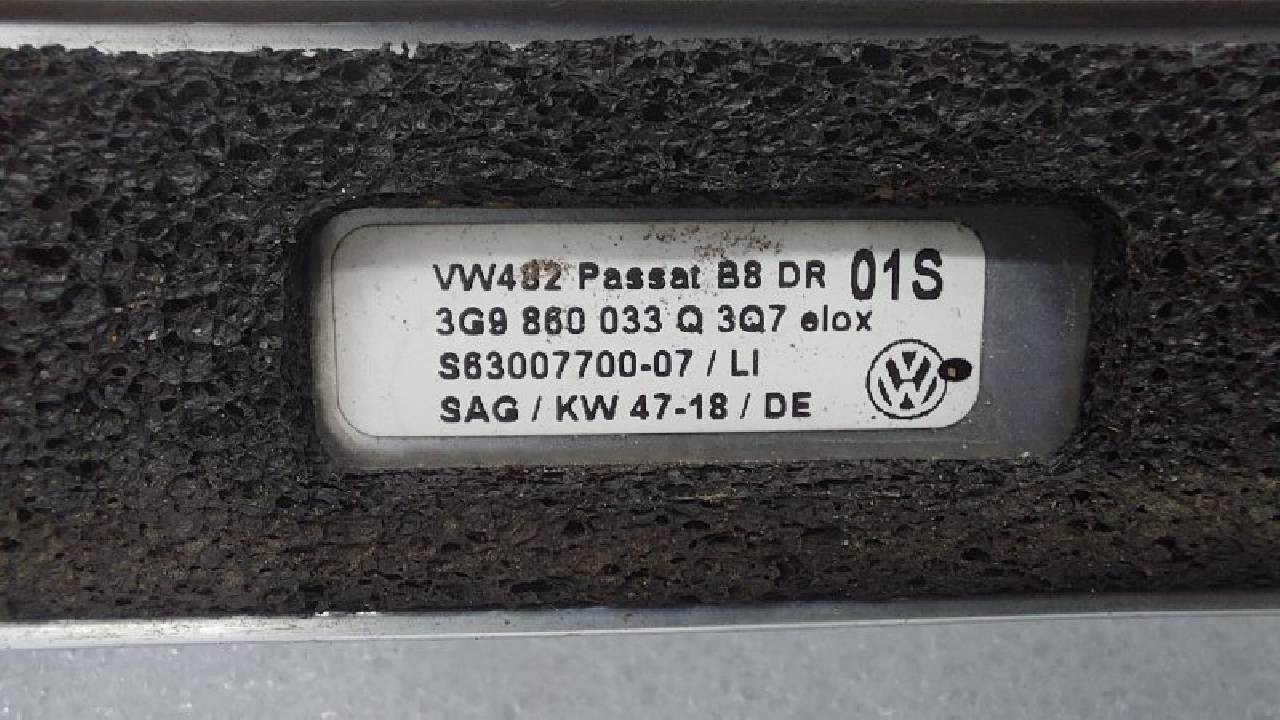 VW482 Passat B8 DR 01S
3G9 860 033 Q 3Q7 elox
S63007700-07 / LI
SAG / KW 47-18 / DE